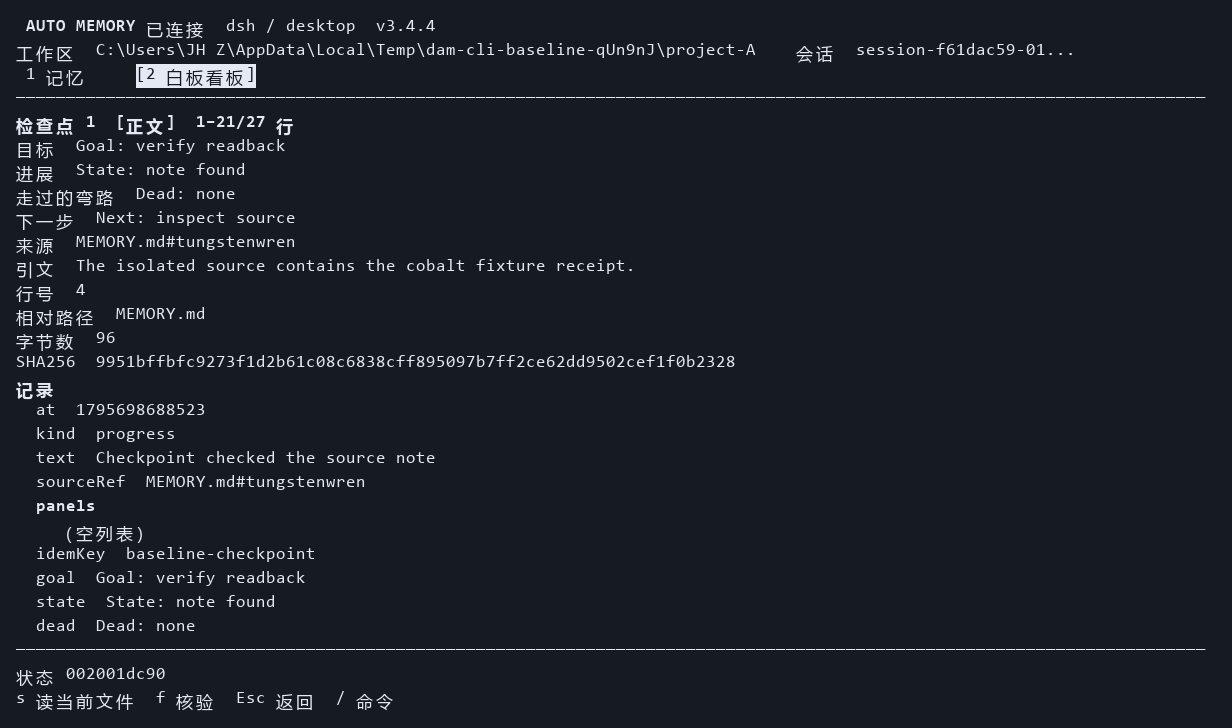 AUTO MEMORY 已连接  dsh / desktop  v3.4.4
工作区  C:\Users\JH Z\AppData\Local\Temp\dam-cli-baseline-qUn9nJ\project-A    会话  session-f61dac59-01...
1 记忆     [2 白板看板]
检查点 1  [正文]  1-21/27 行
目标  Goal: verify readback
进展  State: note found
走过的弯路  Dead: none
下一步  Next: inspect source
来源  MEMORY.md#tungstenwren
引文  The isolated source contains the cobalt fixture receipt.
行号  4
相对路径  MEMORY.md
字节数  96
SHA256  9951bffbfc9273f1d2b61c08c6838cff895097b7ff2ce62dd9502cef1f0b2328
记录
at  1795698688523
kind  progress
text  Checkpoint checked the source note
sourceRef  MEMORY.md#tungstenwren
panels
(空列表)
idemKey  baseline-checkpoint
goal  Goal: verify readback
state  State: note found
dead  Dead: none
状态 002001dc90
s 读当前文件  f 核验  Esc 返回  / 命令